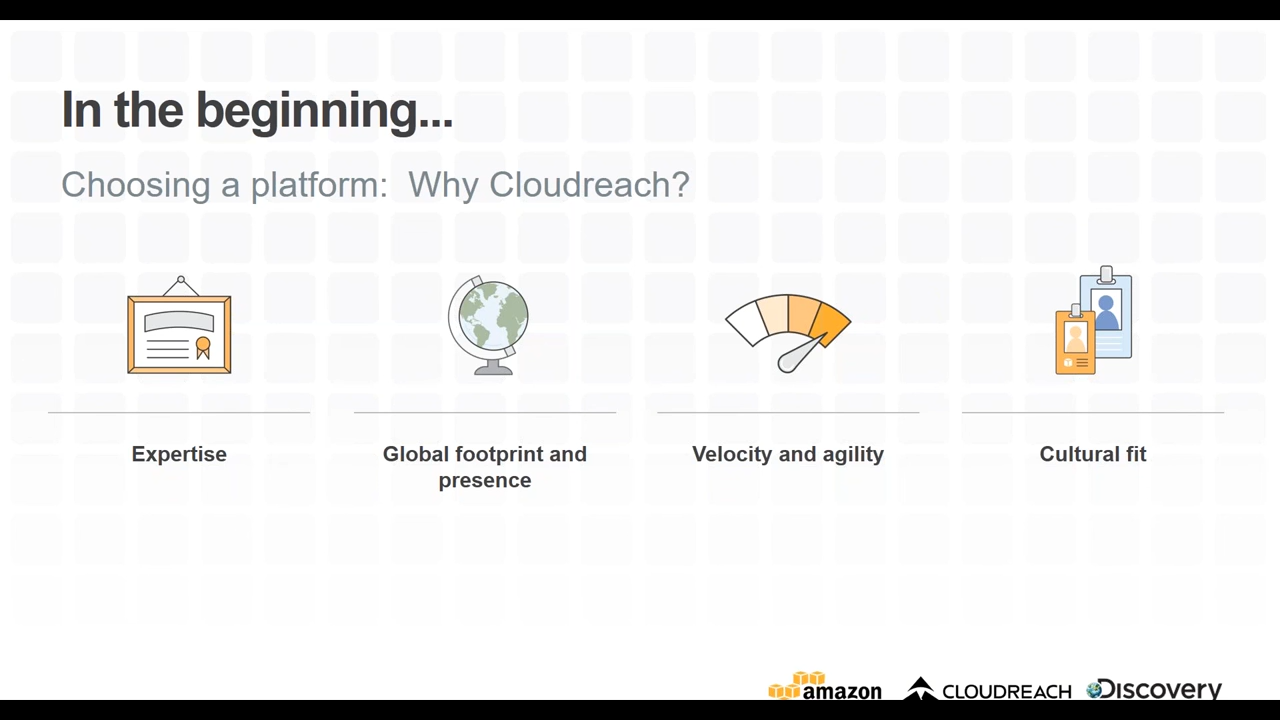 In the beginning...
Choosing a platform:  Why Cloudreach?
Expertise
Global footprint and
presence
Velocity and agility
Cultural fit
amazon
CLOUDREACH
Discovery